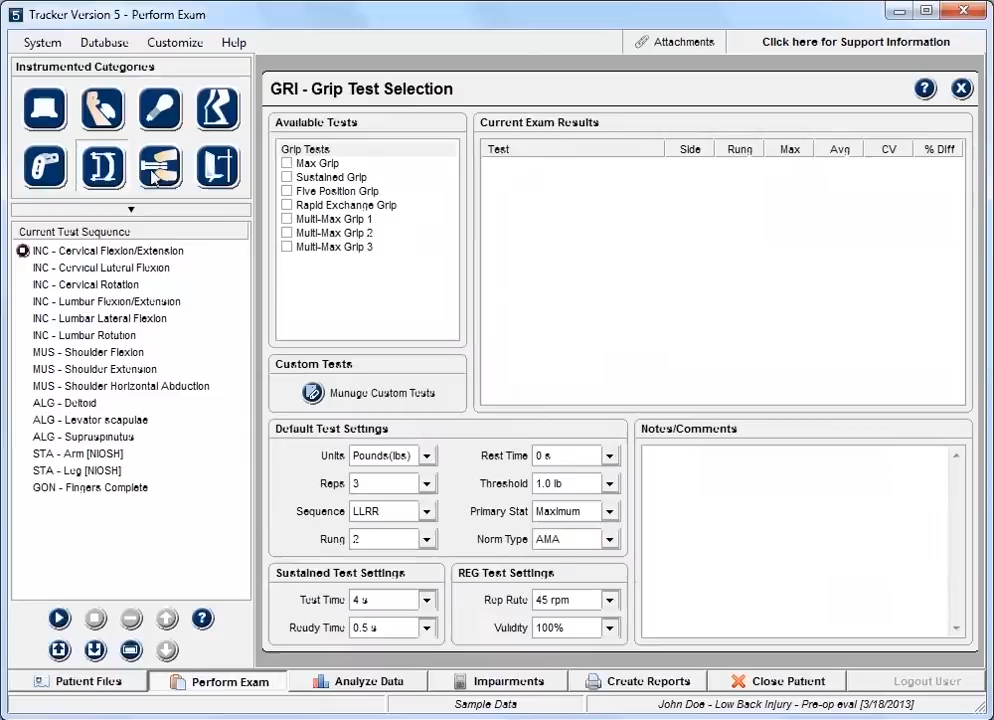 Tracker Version 5 - Perform Exam
System Database Customize Help
Attachments
Click here for Support Information
Instrumented Categories
Current Test Sequence
INC - Cervical Flexion/Extension
INC - Cervical Lateral Flexion
INC - Cervical Rotation
INC - Lumbar Flexion/Extension
INC - Lumbar Lateral Flexion
INC - Lumbar Rotation
MUS - Shoulder Flexion
MUS - Shoulder Extension
MUS - Shoulder Horizontal Abduction
ALG - Deltoid
ALG - Levator scapulae
ALG - Supraspinatus
STA - Arm [NIOSH]
STA - Leg [NIOSH]
GON - Fingers Complete
GRI - Grip Test Selection
Available Tests
Grip Tests
Max Grip
Sustained Grip
Five Position Grip
Rapid Exchange Grip
Multi-Max Grip 1
Multi-Max Grip 2
Multi-Max Grip 3
Custom Tests
Manage Custom Tests
Current Exam Results
Test Side Rung Max Avg CV % Diff
Default Test Settings
Units Pounds(lbs) Rest Time 0 s
Reps 3 Threshold 1.0 lb
Sequence LLRR Primary Stat Maximum
Rung 2 Norm Type AMA
Sustained Test Settings
Test Time 4 s
Ready Time 0.5 s
REG Test Settings
Rep Rate 45 rpm
Validity 100%
Notes/Comments
Patient Files Perform Exam Analyze Data Impairments Create Reports Close Patient Logout User
Sample Data
John Doe - Low Back Injury - Pre-op eval [3/18/2013]